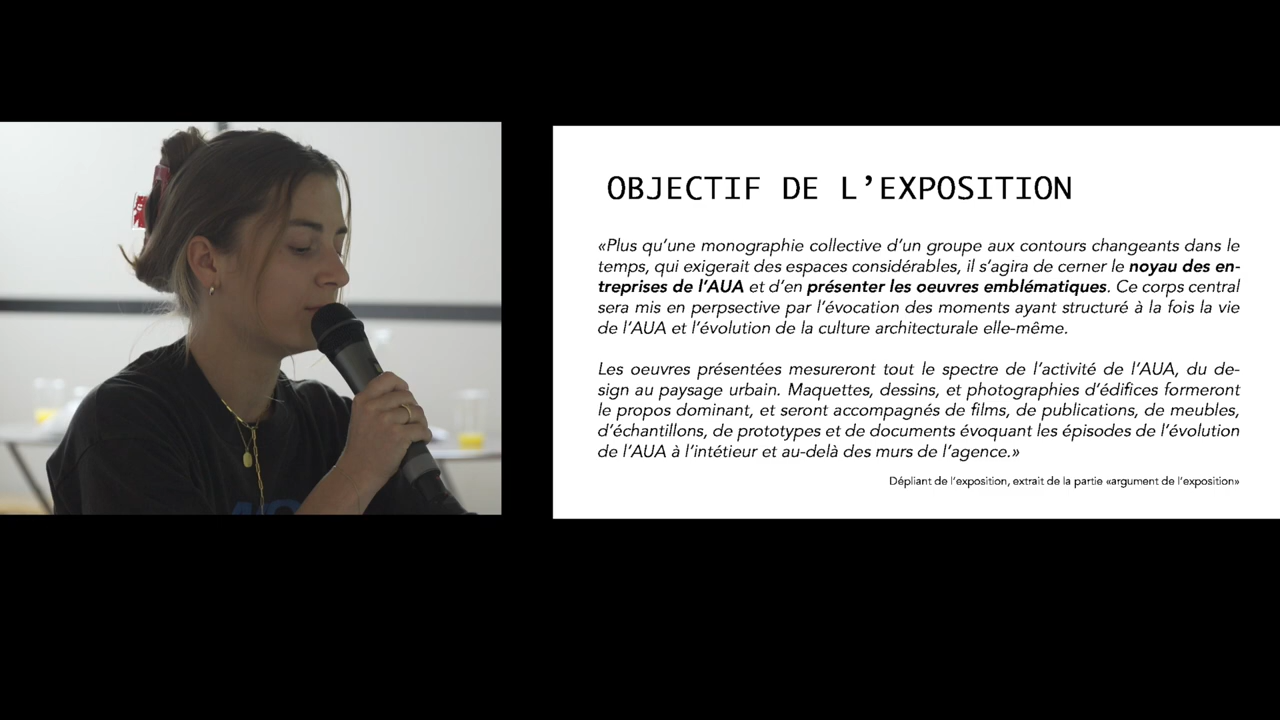 OBJECTIF DE L’EXPOSITION
«Plus qu’une monographie collective d’un groupe aux contours changeants dans le
temps, qui exigerait des espaces considérables, il s’agira de cerner le noyau des en-
treprises de l’AUA et d’en présenter les oeuvres emblématiques. Ce corps central
sera mis en perpsective par l’évocation des moments ayant structuré à la fois la vie
de l’AUA et l’évolution de la culture architecturale elle-même.
Les oeuvres présentées mesureront tout le spectre de l’activité de l’AUA, du de-
sign au paysage urbain. Maquettes, dessins, et photographies d’édifices formeront
le propos dominant, et seront accompagnés de films, de publications, de meubles,
d’échantillons, de prototypes et de documents évoquant les épisodes de l’évolution
de l’AUA à l’intétieur et au-delà des murs de l’agence.»
Dépliant de l’exposition, extrait de la partie «argument de l’exposition»